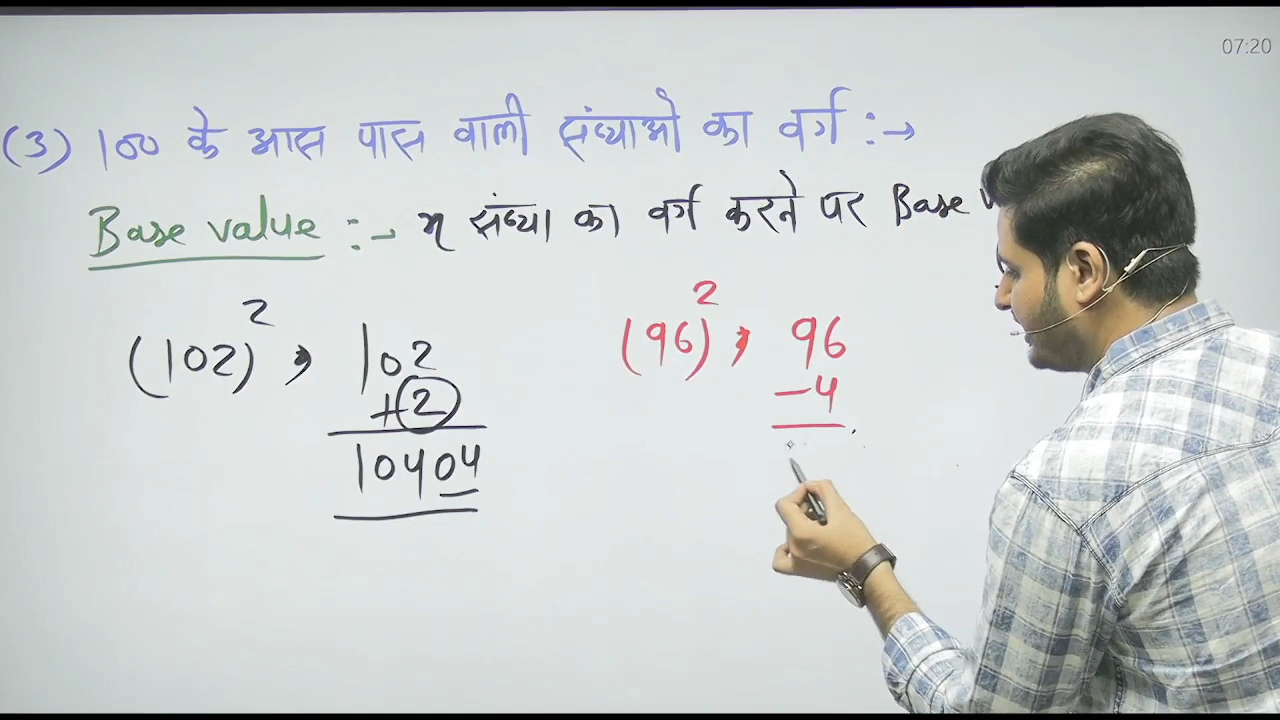 07:20
(3) 100 के आस पास वाली संख्याओ का वर्ग :→
Base value :- n संख्या का वर्ग करने पर Base
(102)² , 102
+2
10404
(96)² , 96
-4